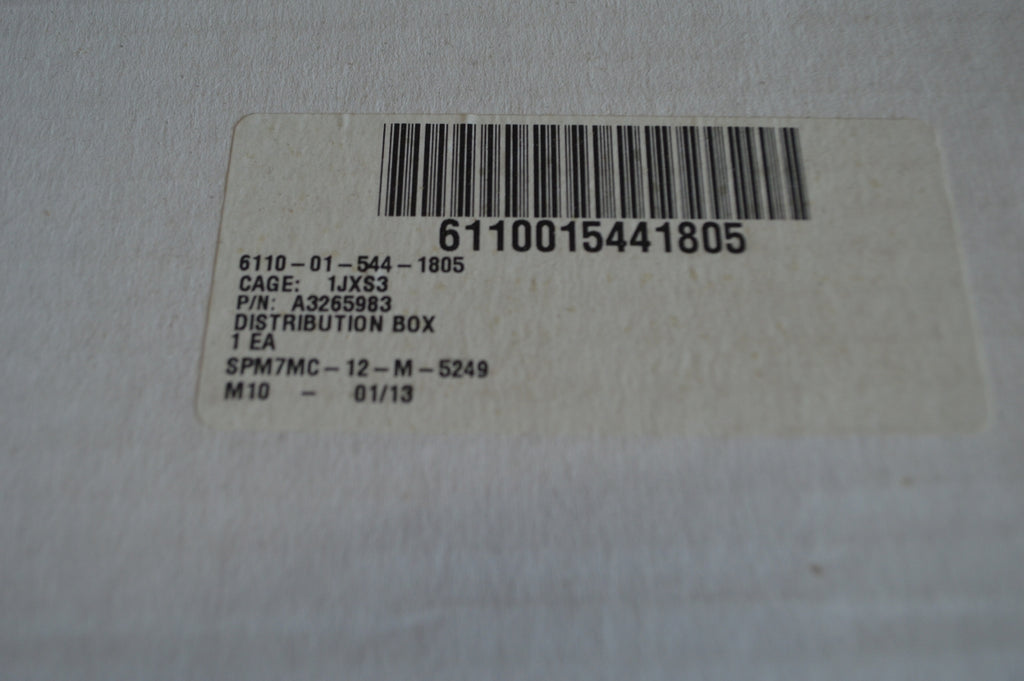 6110015441805
6110-01-544-1805
CAGE: 1JXS3
P/N: A3265983
DISTRIBUTION BOX
1 EA
SPM7MC-12-M-5249
M10 - 01/13